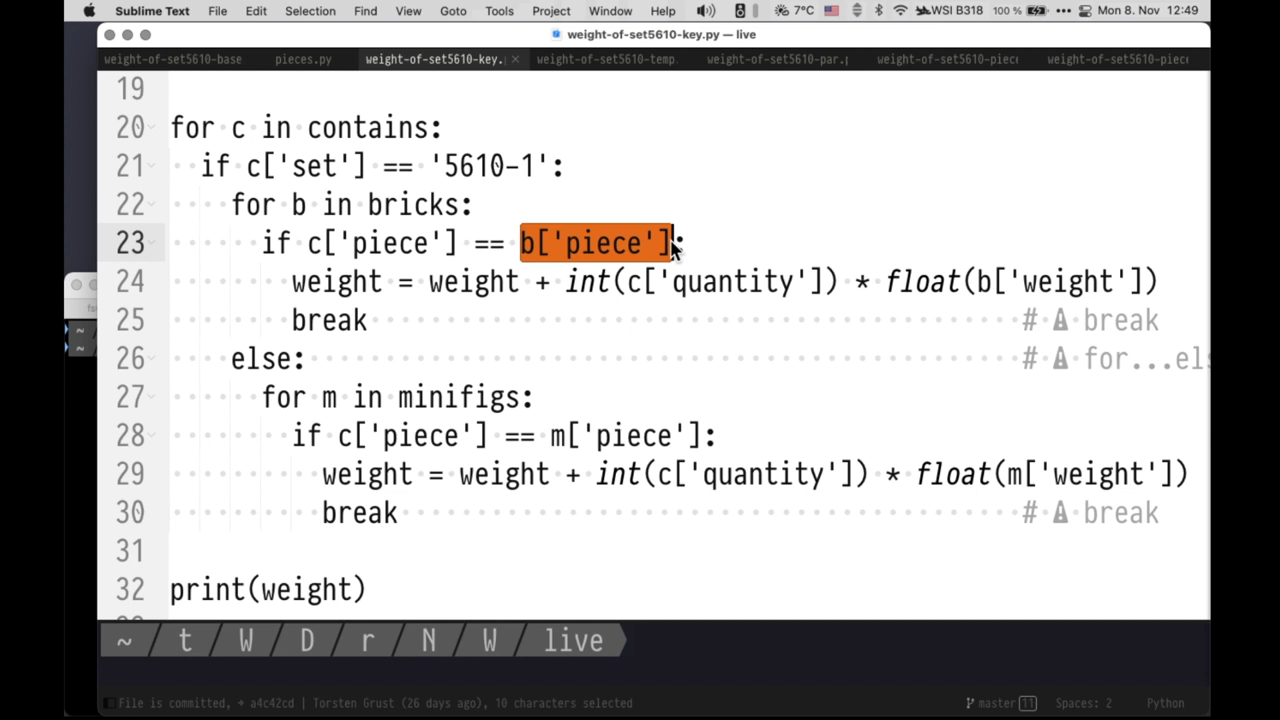 Sublime Text File Edit Selection Find View Goto Tools Project Window Help 7°C WSI B318 100 % Mon 8. Nov 12:49
weight-of-set5610-key.py — live
weight-of-set5610-base pieces.py weight-of-set5610-key. × weight-of-set5610-temp weight-of-set5610-par. weight-of-set5610-piece weight-of-set5610-piece
19
20 for c in contains:
21 if c['set'] == '5610-1':
22 for b in bricks:
23 if c['piece'] == b['piece']:
24 weight = weight + int(c['quantity']) * float(b['weight'])
25 break # ⚠ break
26 else: # ⚠ for...els
27 for m in minifigs:
28 if c['piece'] == m['piece']:
29 weight = weight + int(c['quantity']) * float(m['weight'])
30 break # ⚠ break
31
32 print(weight)
~ / t / W / D / r / N / W / live
File is committed, → a4c42cd | Torsten Grust (26 days ago), 10 characters selected master 11 Spaces: 2 Python